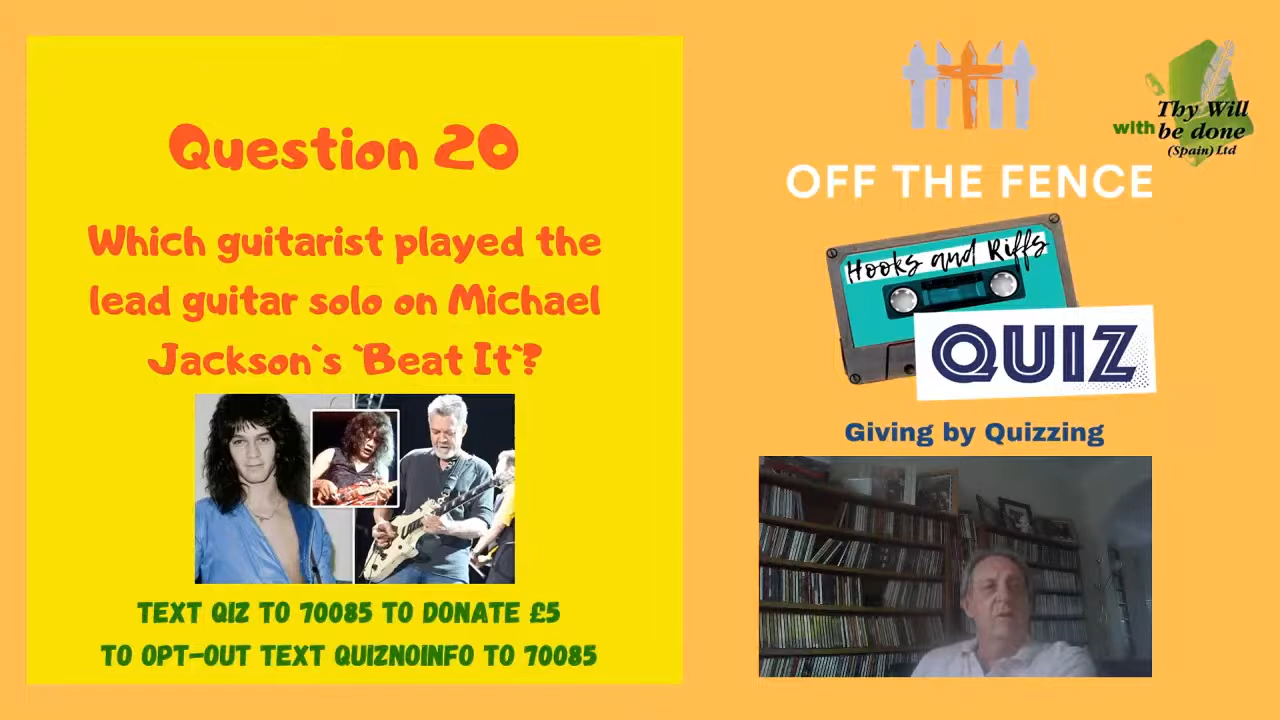 Question 20
Which guitarist played the
lead guitar solo on Michael
Jackson`s `Beat It`?
TEXT QIZ TO 70085 TO DONATE £5
TO OPT-OUT TEXT QUIZNOINFO TO 70085
Thy Will
with be done
(Spain) Ltd
OFF THE FENCE
Hooks and Riffs
QUIZ
Giving by Quizzing